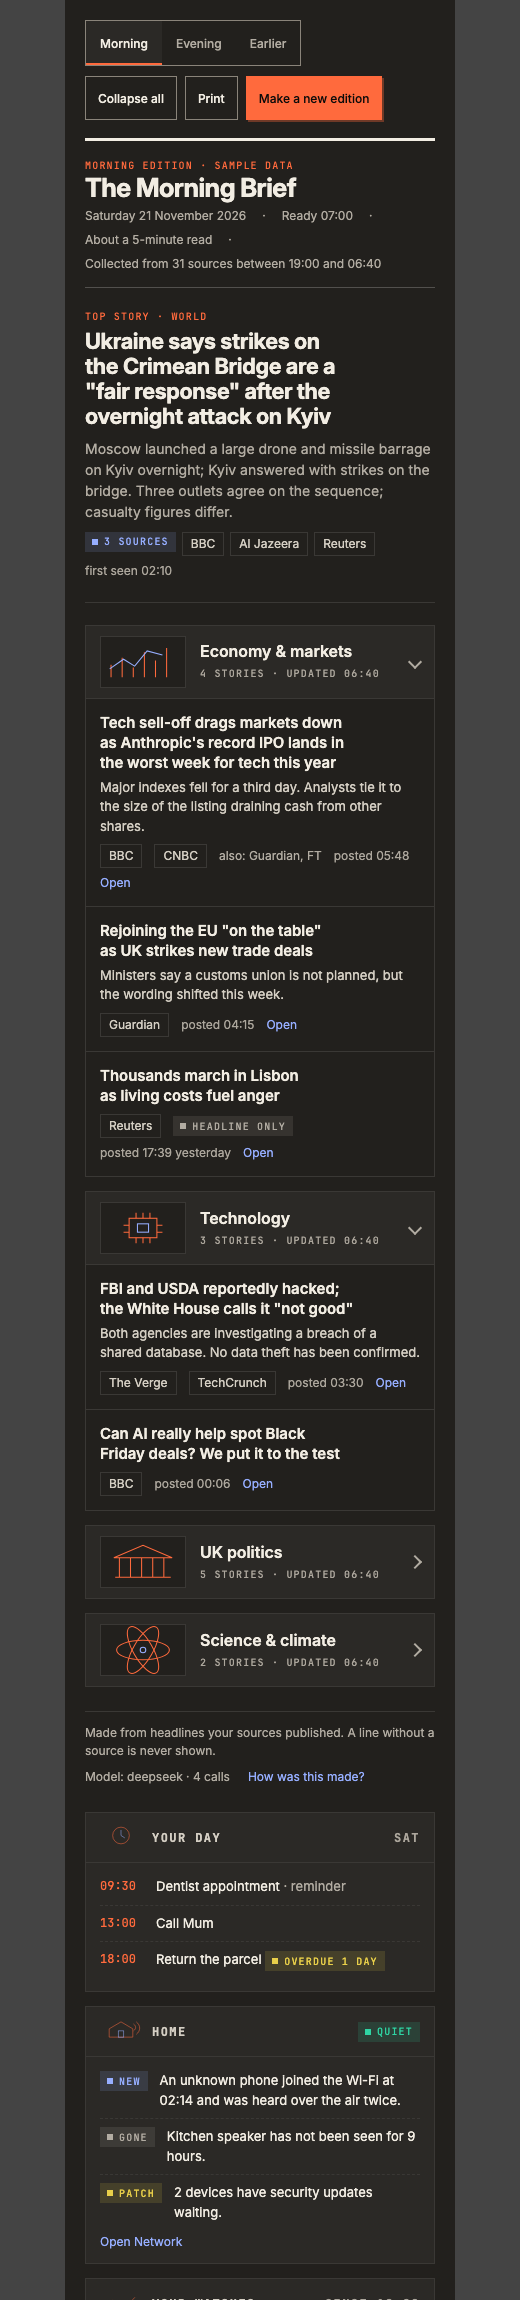 Morning Evening Earlier
Collapse all Print Make a new edition
MORNING EDITION · SAMPLE DATA
The Morning Brief
Saturday 21 November 2026 · Ready 07:00 ·
About a 5-minute read ·
Collected from 31 sources between 19:00 and 06:40
TOP STORY · WORLD
Ukraine says strikes on
the Crimean Bridge are a
"fair response" after the
overnight attack on Kyiv
Moscow launched a large drone and missile barrage
on Kyiv overnight; Kyiv answered with strikes on the
bridge. Three outlets agree on the sequence;
casualty figures differ.
3 SOURCES BBC Al Jazeera Reuters
first seen 02:10
Economy & markets
4 STORIES · UPDATED 06:40
Tech sell-off drags markets down
as Anthropic's record IPO lands in
the worst week for tech this year
Major indexes fell for a third day. Analysts tie it to
the size of the listing draining cash from other
shares.
BBC CNBC also: Guardian, FT posted 05:48
Open
Rejoining the EU "on the table"
as UK strikes new trade deals
Ministers say a customs union is not planned, but
the wording shifted this week.
Guardian posted 04:15 Open
Thousands march in Lisbon
as living costs fuel anger
Reuters HEADLINE ONLY
posted 17:39 yesterday Open
Technology
3 STORIES · UPDATED 06:40
FBI and USDA reportedly hacked;
the White House calls it "not good"
Both agencies are investigating a breach of a
shared database. No data theft has been confirmed.
The Verge TechCrunch posted 03:30 Open
Can AI really help spot Black
Friday deals? We put it to the test
BBC posted 00:06 Open
UK politics
5 STORIES · UPDATED 06:40
Science & climate
2 STORIES · UPDATED 06:40
Made from headlines your sources published. A line without a
source is never shown.
Model: deepseek · 4 calls How was this made?
YOUR DAY SAT
09:30 Dentist appointment · reminder
13:00 Call Mum
18:00 Return the parcel OVERDUE 1 DAY
HOME QUIET
NEW An unknown phone joined the Wi-Fi at
02:14 and was heard over the air twice.
GONE Kitchen speaker has not been seen for 9
hours.
PATCH 2 devices have security updates
waiting.
Open Network